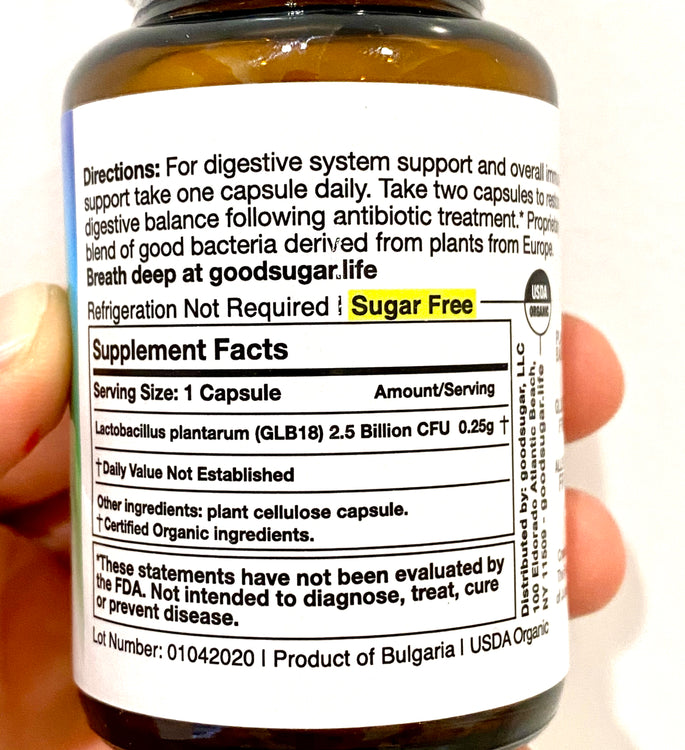 Directions: For digestive system support and overall
support take one capsule daily. Take two capsules to
digestive balance following antibiotic treatment.*
blend of good bacteria derived from plants from Europe.
Breath deep at goodsugar.life
Refrigeration Not Required | Sugar Free
USDA
ORGANIC
Supplement Facts
Serving Size: 1 Capsule Amount/Serving
Lactobacillus plantarum (GLB18) 2.5 Billion CFU 0.25g †
†Daily Value Not Established
Other ingredients: plant cellulose capsule.
†Certified Organic ingredients.
*These statements have not been evaluated by
the FDA. Not intended to diagnose, treat, cure
or prevent disease.
Lot Number: 01042020 | Product of Bulgaria | USDA Organic
Distributed by: goodsugar, LLC
100 Eldorado Atlantic Beach,
NY 11509 - goodsugar.life